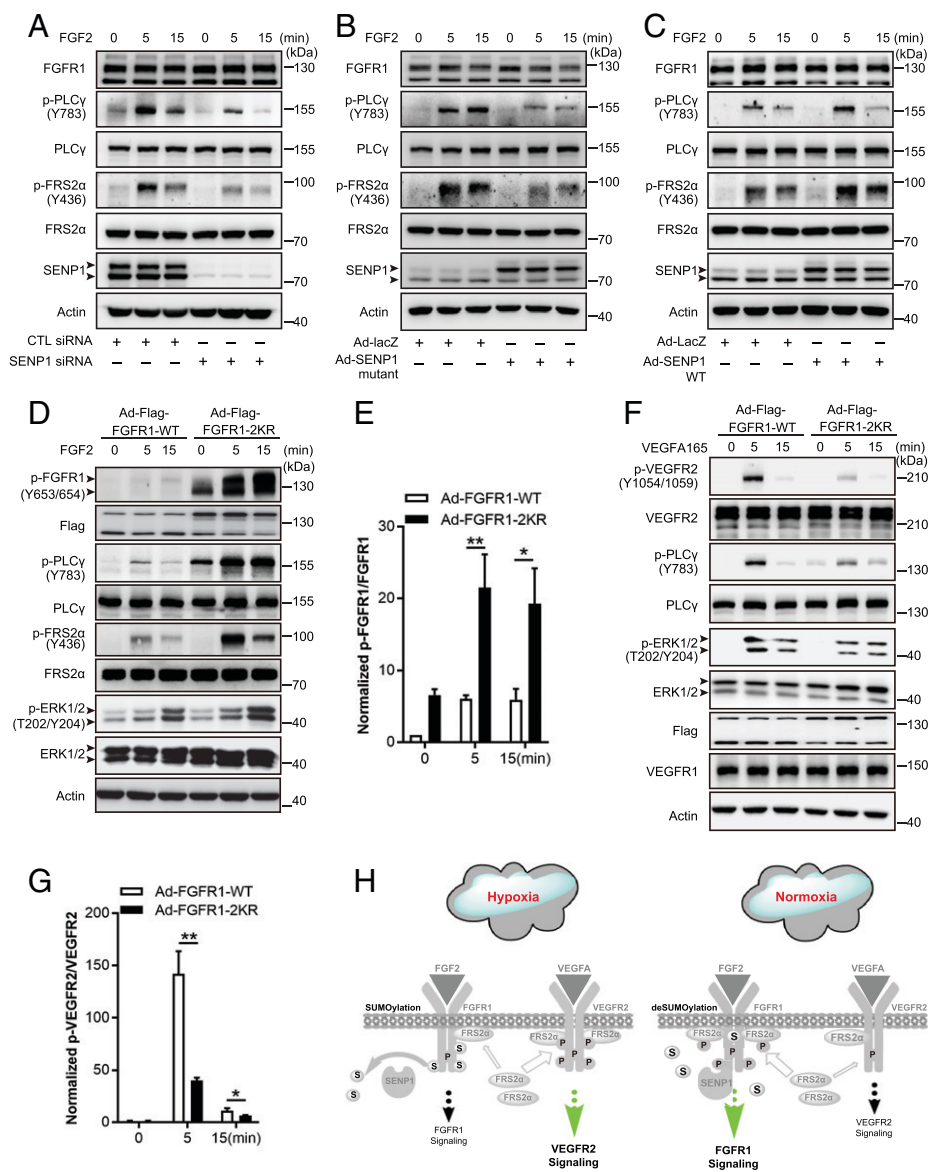 A
FGF2 0 5 15 0 5 15 (min)
(kDa)
FGFR1 130
p-PLCγ
(Y783) 155
PLCγ 155
p-FRS2α
(Y436) 100
FRS2α 70
SENP1 70
Actin 40
CTL siRNA + + + − − −
SENP1 siRNA − − − + + +
B
FGF2 0 5 15 0 5 15 (min)
(kDa)
FGFR1 130
p-PLCγ
(Y783) 155
PLCγ 155
p-FRS2α
(Y436) 100
FRS2α 70
SENP1 70
Actin 40
Ad-lacZ + + + − − −
Ad-SENP1 − − − + + +
mutant
C
FGF2 0 5 15 0 5 15 (min)
(kDa)
FGFR1 130
p-PLCγ
(Y783) 155
PLCγ 155
p-FRS2α
(Y436) 100
FRS2α 70
SENP1 70
Actin 40
Ad-LacZ + + + − − −
Ad-SENP1 − − − + + +
WT
D
Ad-Flag-
FGFR1-WT
Ad-Flag-
FGFR1-2KR
FGF2 0 5 15 0 5 15 (min)
(kDa)
p-FGFR1
(Y653/654) 130
Flag 130
p-PLCγ
(Y783) 155
PLCγ 155
p-FRS2α
(Y436) 100
FRS2α 70
p-ERK1/2
(T202/Y204) 40
ERK1/2 40
Actin 40
E
Ad-FGFR1-WT
Ad-FGFR1-2KR
Normalized p-FGFR1/FGFR1
30
20
10
0
** *
0 5 15(min)
F
Ad-Flag-
FGFR1-WT
Ad-Flag-
FGFR1-2KR
VEGFA165 0 5 15 0 5 15 (min)
(kDa)
p-VEGFR2
(Y1054/1059) 210
VEGFR2 210
p-PLCγ
(Y783) 130
PLCγ 130
p-ERK1/2
(T202/Y204) 40
ERK1/2 40
Flag 130
VEGFR1 150
Actin 40
G
Ad-FGFR1-WT
Ad-FGFR1-2KR
Normalized p-VEGFR2/VEGFR2
200
150
100
50
0
** *
0 5 15(min)
H
Hypoxia
FGF2 VEGFA
SUMOylation FGFR1 VEGFR2
FRS2α FRS2α FRS2α
P S P P P
S P P P
S S P S P P P
S SENP1 FRS2α
FRS2α
FGFR1
Signaling
VEGFR2
Signaling
Normoxia
FGF2 VEGFA
deSUMOylation FGFR1 VEGFR2
FRS2α S FRS2α FRS2α
P P P
S P P P
S SENP1 S FRS2α
S FRS2α
FGFR1
Signaling
VEGFR2
Signaling